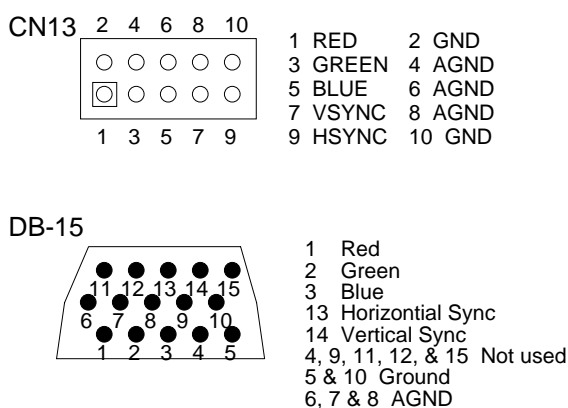 CN13
2 4 6 8 10
1 3 5 7 9
1 RED 2 GND
3 GREEN 4 AGND
5 BLUE 6 AGND
7 VSYNC 8 AGND
9 HSYNC 10 GND
DB-15
11 12 13 14 15
6 7 8 9 10
1 2 3 4 5
1 Red
2 Green
3 Blue
13 Horizontial Sync
14 Vertical Sync
4, 9, 11, 12, & 15 Not used
5 & 10 Ground
6, 7 & 8 AGND